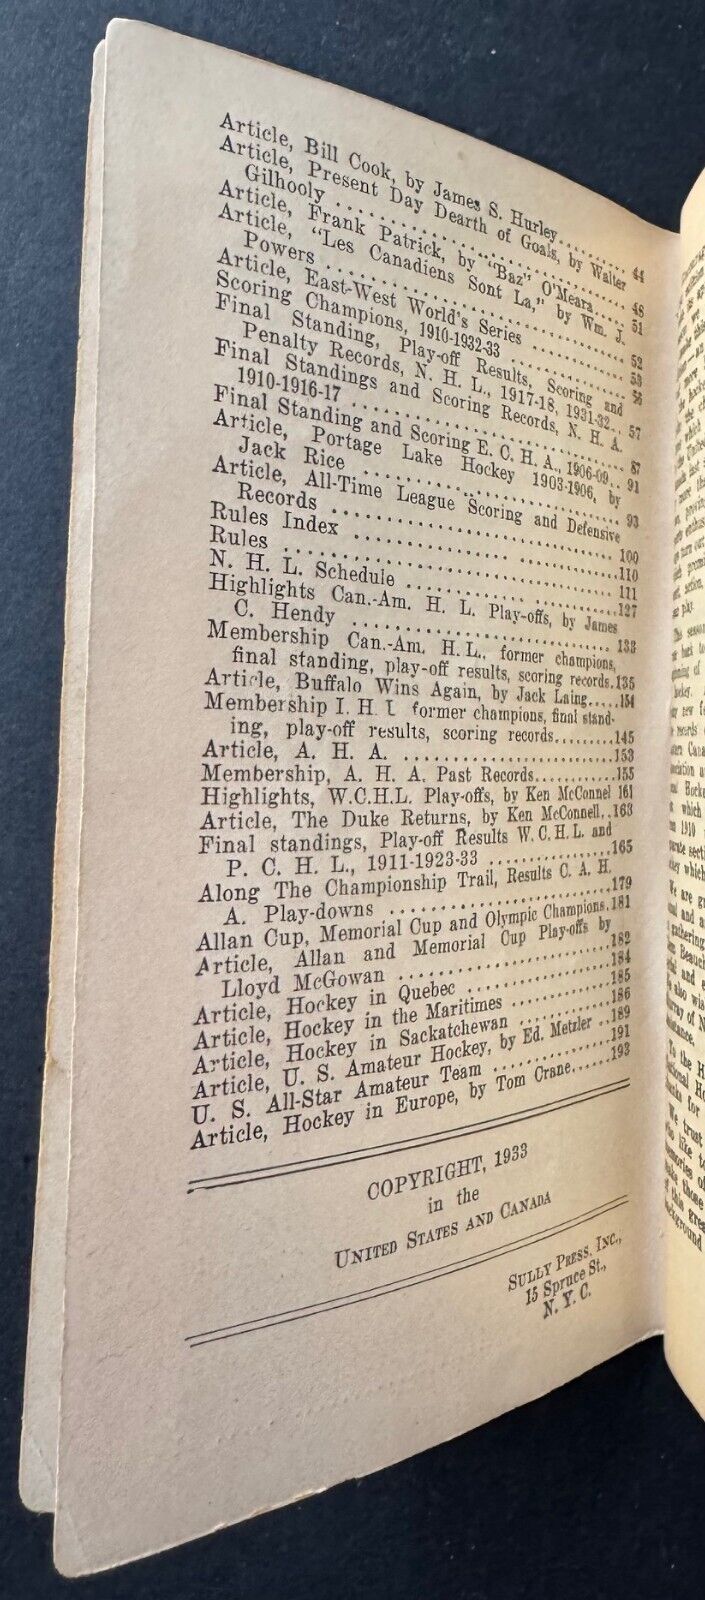 Article, Bill Cook, by James S. Hurley.......... 44
Article, Present Day Dearth of Goals, by Walter
Gilhooly .................................. 46
Article, Frank Patrick, by "Baz" O'Meara..... 51
Article, "Les Canadiens Sont La," by Wm. J.
Powers .................................. 52
Article, East-West World's Series ............. 53
Scoring Champions, 1910-1932-33 .............. 56
Final Standing, Play-off Results, Scoring and
Penalty Records, N. H. L., 1917-18, 1931-32.. 57
Final Standings and Scoring Records, N. H. A.
1910-1916-17 .............................. 87
Final Standing and Scoring E. C. H. A., 1906-09.. 91
Article, Portage Lake Hockey 1903-1906, by
Jack Rice ................................ 93
Article, All-Time League Scoring and Defensive
Records .................................100
Rules Index ...............................110
Rules ....................................111
N. H. L. Schedule ..........................127
Highlights Can.-Am. H. L. Play-offs, by James
C. Hendy ................................133
Membership Can.-Am. H. L., former champions,
final standing, play-off results, scoring records.135
Article, Buffalo Wins Again, by Jack Laing.....154
Membership I. H. L former champions, final stand-
ing, play-off results, scoring records.........145
Article, A. H. A. ...........................153
Membership, A. H. A. Past Records............155
Highlights, W.C.H.L. Play-offs, by Ken McConnel 161
Article, The Duke Returns, by Ken McConnell..163
Final standings, Play-off Results W. C. H. L. and
P. C. H. L., 1911-1923-33 ....................165
Along The Championship Trail, Results C. A. H.
A. Play-downs .............................179
Allan Cup, Memorial Cup and Olympic Champions.181
Article, Allan and Memorial Cup Play-offs by
Lloyd McGowan ...........................182
Article, Hockey in Quebec ....................184
Article, Hockey in the Maritimes ..............185
Article, Hockey in Sackatchewan ..............186
Article, U. S. Amateur Hockey, by Ed. Metzler ..189
U. S. All-Star Amateur Team .................191
Article, Hockey in Europe, by Tom Crane.......193
COPYRIGHT, 1933
in the
UNITED STATES AND CANADA
SULLY PRESS, INC.,
15 Spruce St.,
N. Y. C.